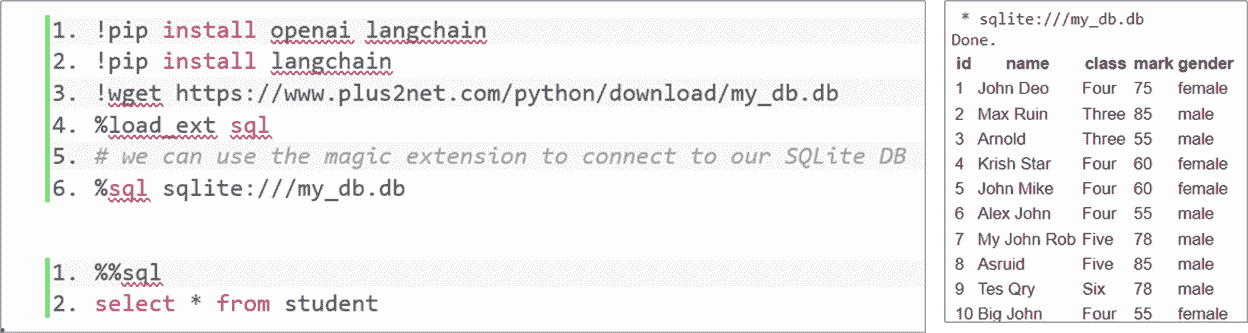 1. !pip install openai langchain
2. !pip install langchain
3. !wget https://www.plus2net.com/python/download/my_db.db
4. %load_ext sql
5. # we can use the magic extension to connect to our SQLite DB
6. %sql sqlite:///my_db.db
1. %%sql
2. select * from student
* sqlite:///my_db.db
Done.
id name class mark gender
1 John Deo Four 75 female
2 Max Ruin Three 85 male
3 Arnold Three 55 male
4 Krish Star Four 60 female
5 John Mike Four 60 female
6 Alex John Four 55 male
7 My John Rob Five 78 male
8 Asruid Five 85 male
9 Tes Qry Six 78 male
10 Big John Four 55 female